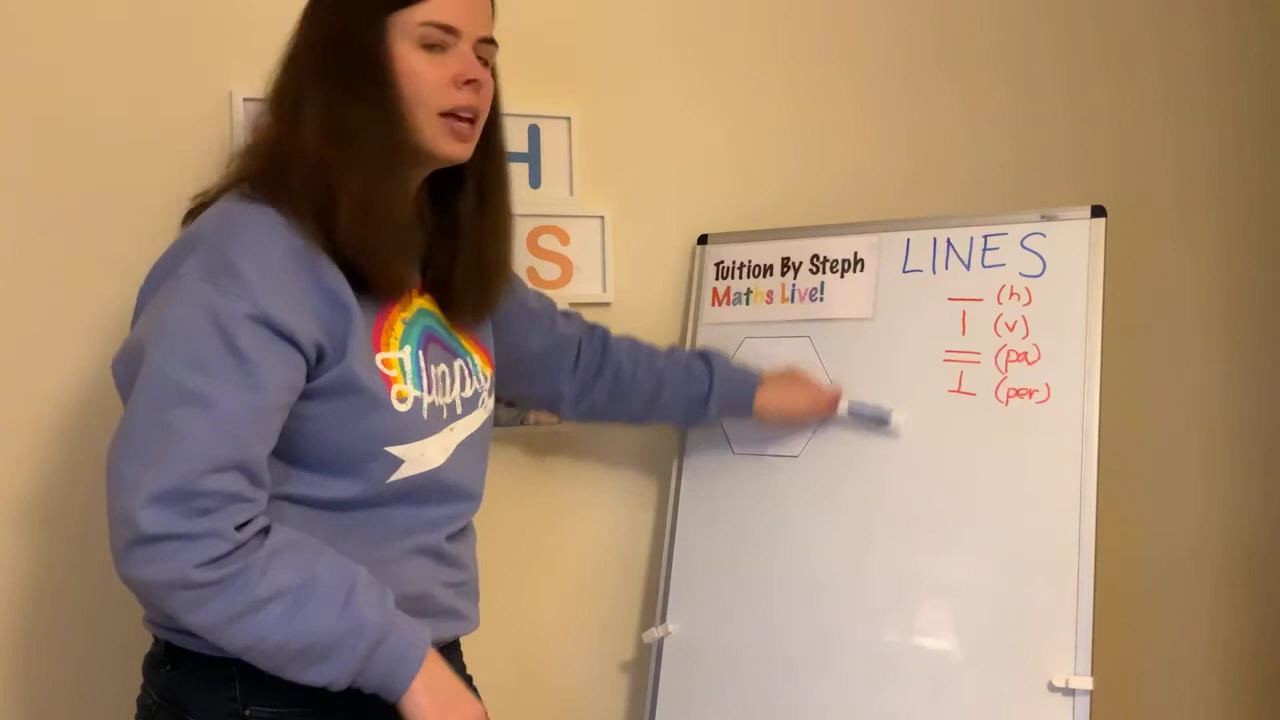 H
S
Happy
Tuition By Steph
Maths Live!
LINES
— (h)
| (v)
= (pa)
⊥ (per)